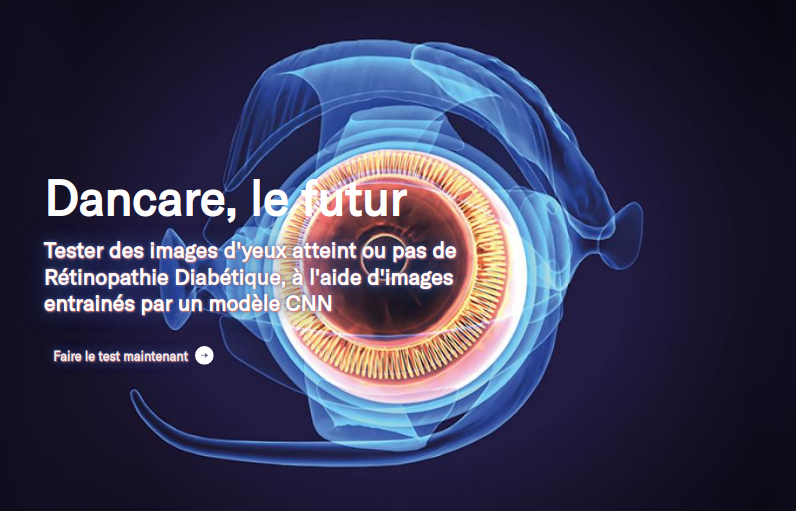 Dancare, le futur
Tester des images d'yeux atteint ou pas de
Rétinopathie Diabétique, à l'aide d'images
entrainés par un modèle CNN
Faire le test maintenant